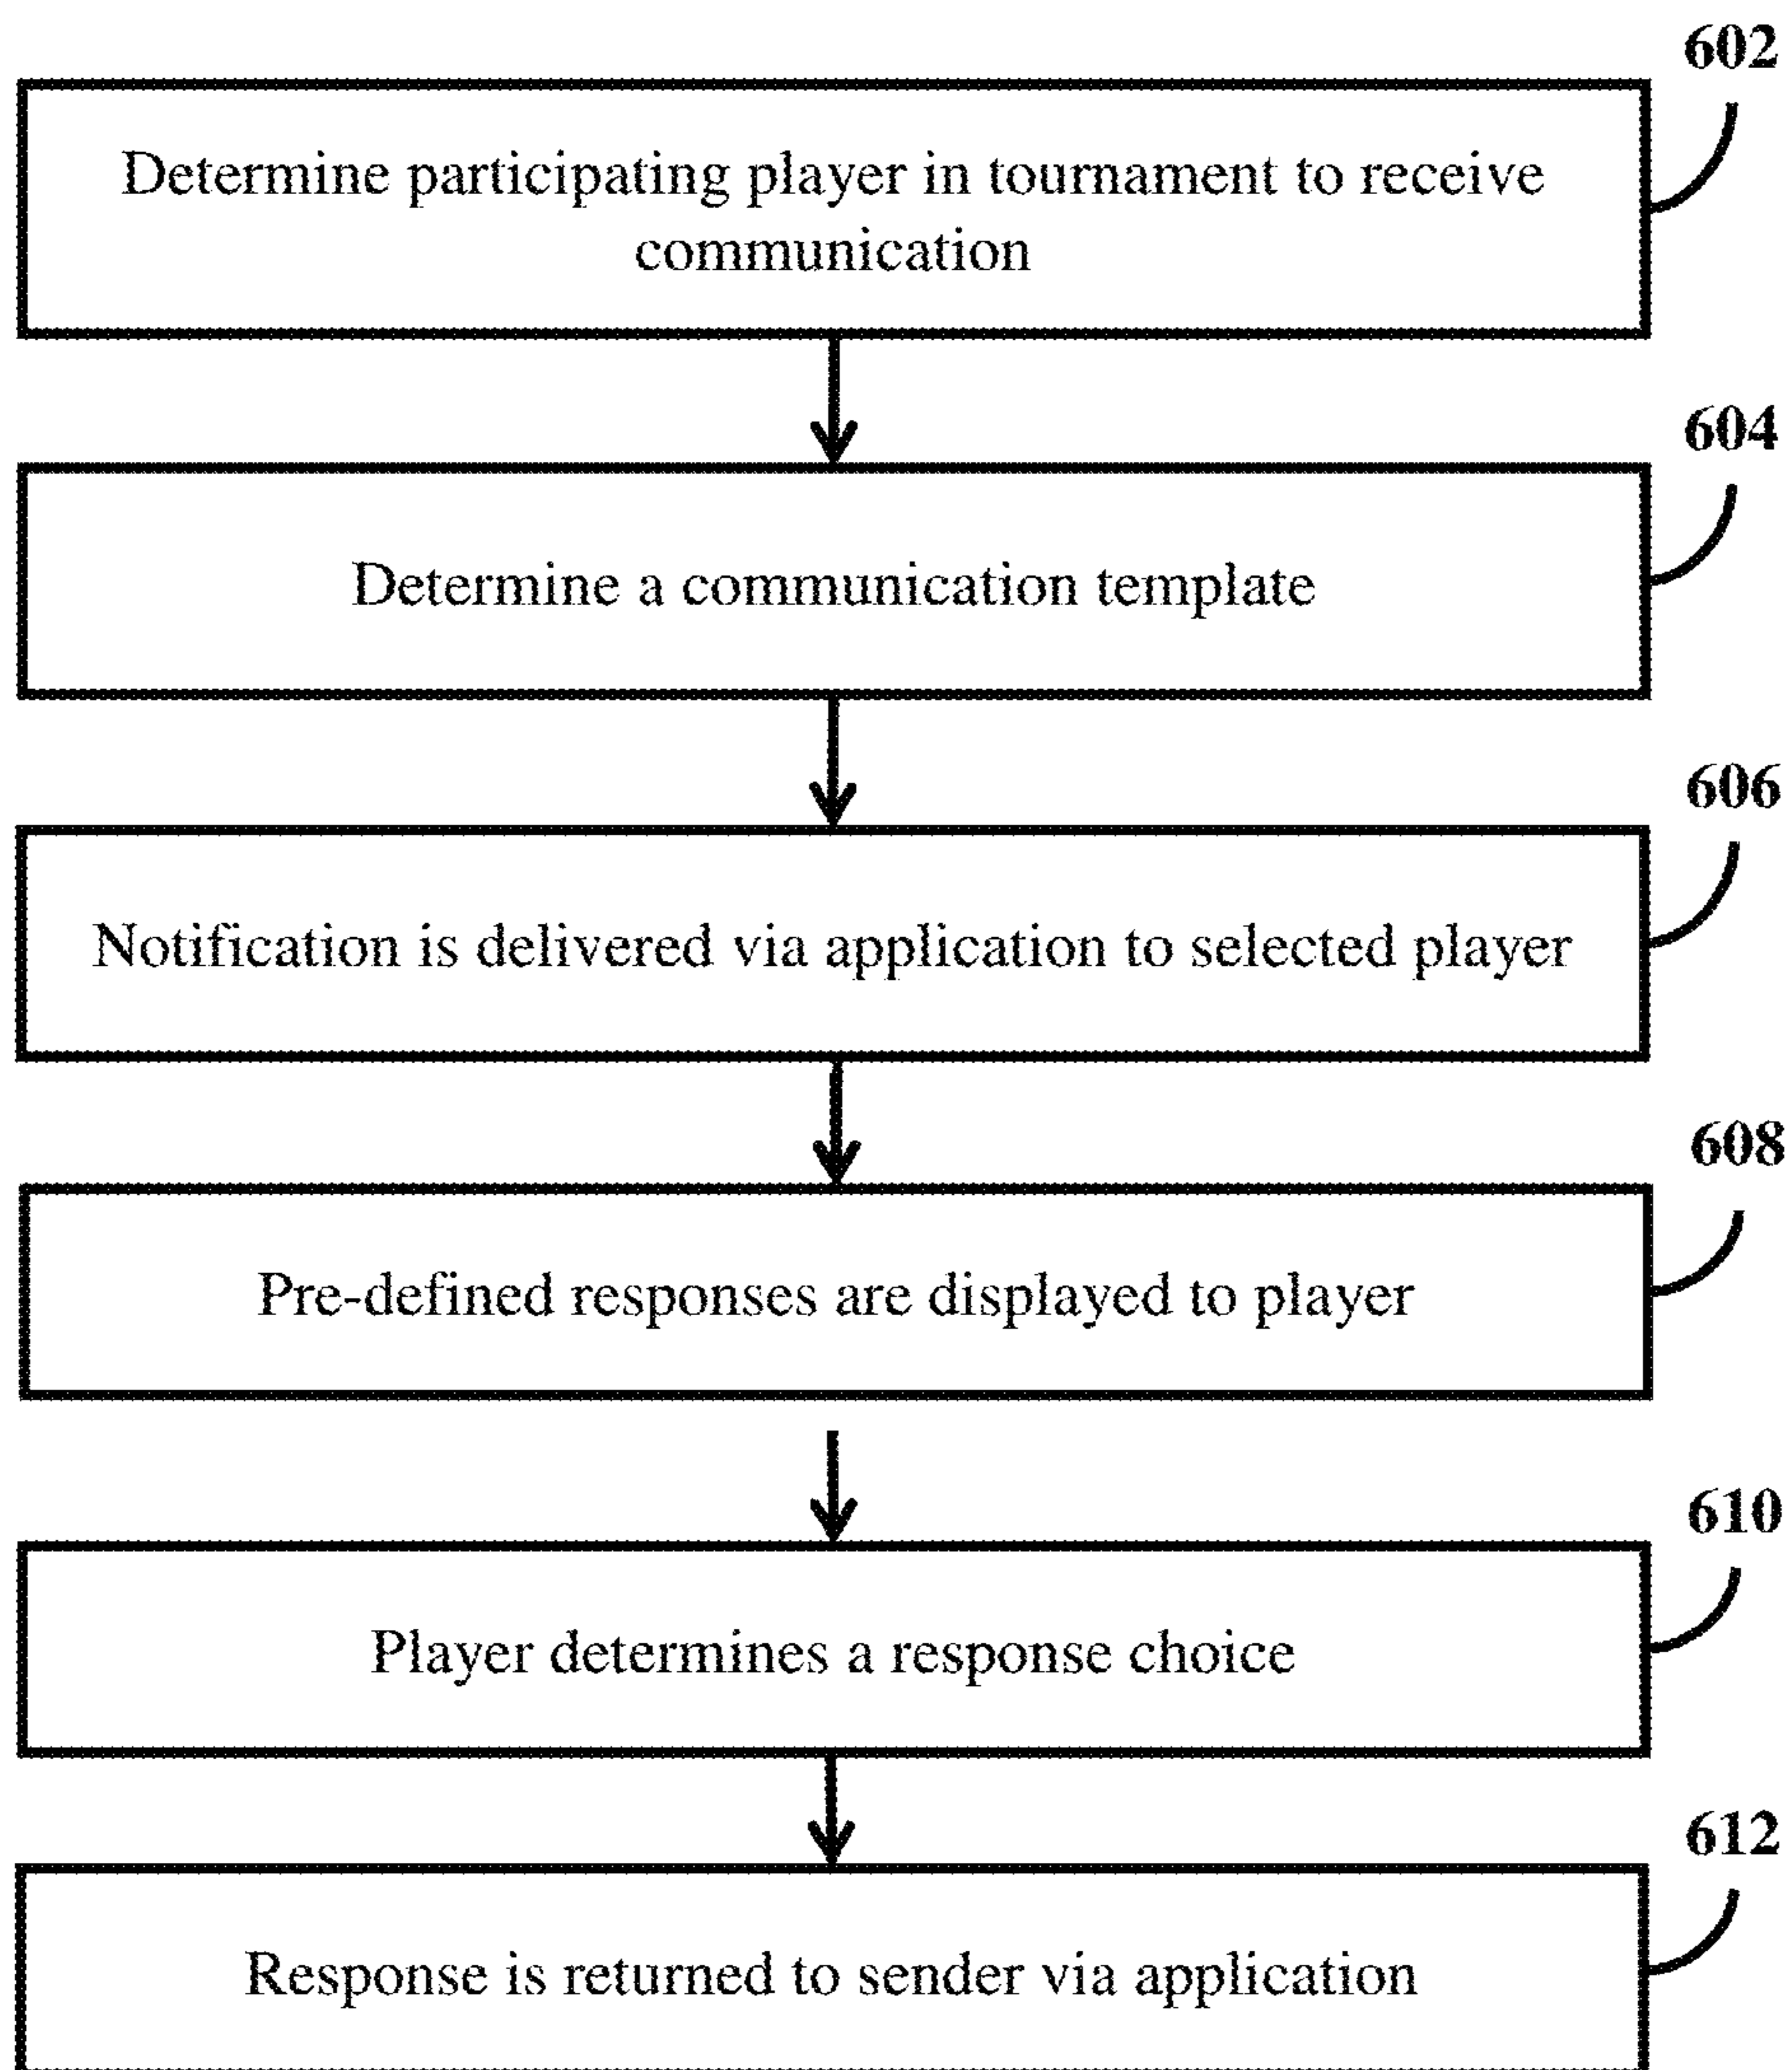 602
Determine participating player in tournament to receive
communication
604
Determine a communication template
606
Notification is delivered via application to selected player
608
Pre-defined responses are displayed to player
610
Player determines a response choice
612
Response is returned to sender via application